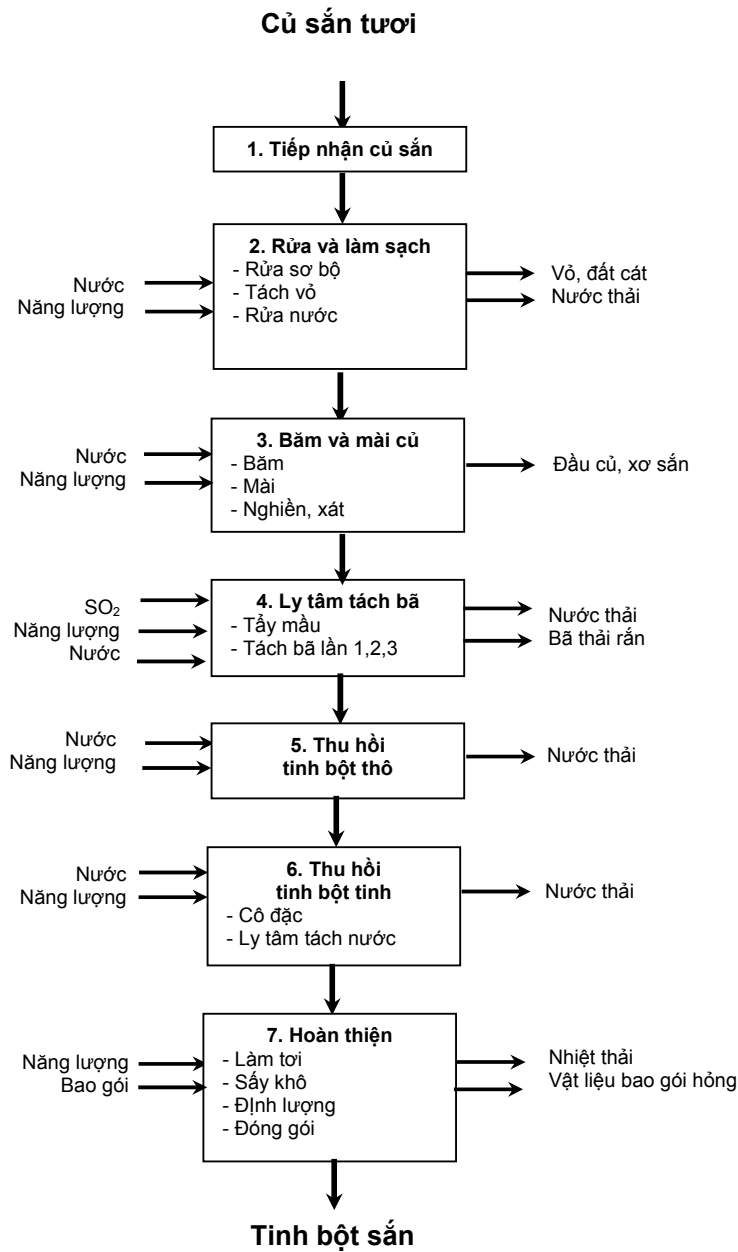 Củ sắn tươi
1. Tiếp nhận củ sắn
2. Rửa và làm sạch
- Rửa sơ bộ
- Tách vỏ
- Rửa nước
Nước
Năng lượng
Vỏ, đất cát
Nước thải
3. Băm và mài củ
- Băm
- Mài
- Nghiền, xát
Nước
Năng lượng
Đầu củ, xơ sắn
4. Ly tâm tách bã
- Tẩy mầu
- Tách bã lần 1,2,3
SO₂
Năng lượng
Nước
Nước thải
Bã thải rắn
5. Thu hồi
tinh bột thô
Nước
Năng lượng
Nước thải
6. Thu hồi
tinh bột tinh
- Cô đặc
- Ly tâm tách nước
Nước
Năng lượng
Nước thải
7. Hoàn thiện
- Làm tơi
- Sấy khô
- Định lượng
- Đóng gói
Năng lượng
Bao gói
Nhiệt thải
Vật liệu bao gói hỏng
Tinh bột sắn